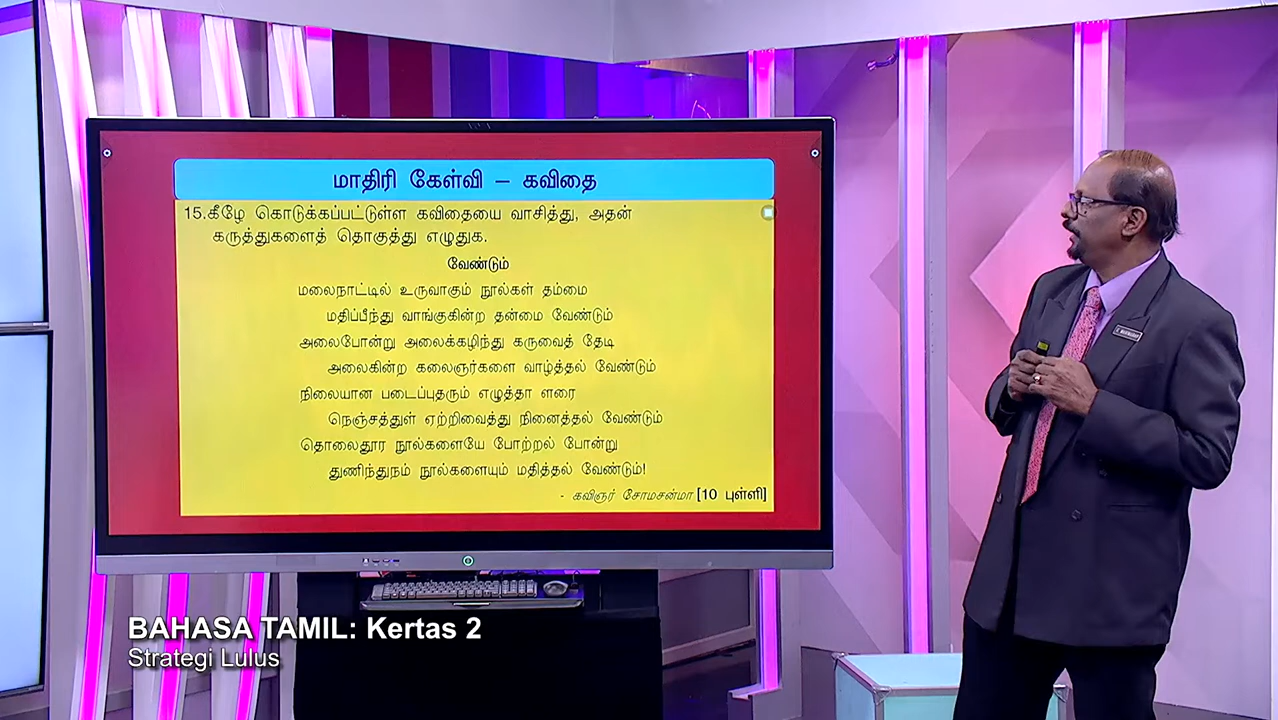 மாதிரி கேள்வி – கவிதை
15.கீழே கொடுக்கப்பட்டுள்ள கவிதையை வாசித்து, அதன்
கருத்துகளைத் தொகுத்து எழுதுக.
வேண்டும்
மலைநாட்டில் உருவாகும் நூல்கள் தம்மை
மதிப்பீந்து வாங்குகின்ற தன்மை வேண்டும்
அலைபோன்று அலைக்கழிந்து கருவைத் தேடி
அலைகின்ற கலைஞர்களை வாழ்த்தல் வேண்டும்
நிலையான படைப்புதரும் எழுத்தா ளரை
நெஞ்சத்துள் ஏற்றிவைத்து நினைத்தல் வேண்டும்
தொலைதூர நூல்களையே போற்றல் போன்று
துணிந்துநம் நூல்களையும் மதித்தல் வேண்டும்!
- கவிஞர் சோமசன்மா [10 புள்ளி]
BAHASA TAMIL: Kertas 2
Strategi Lulus